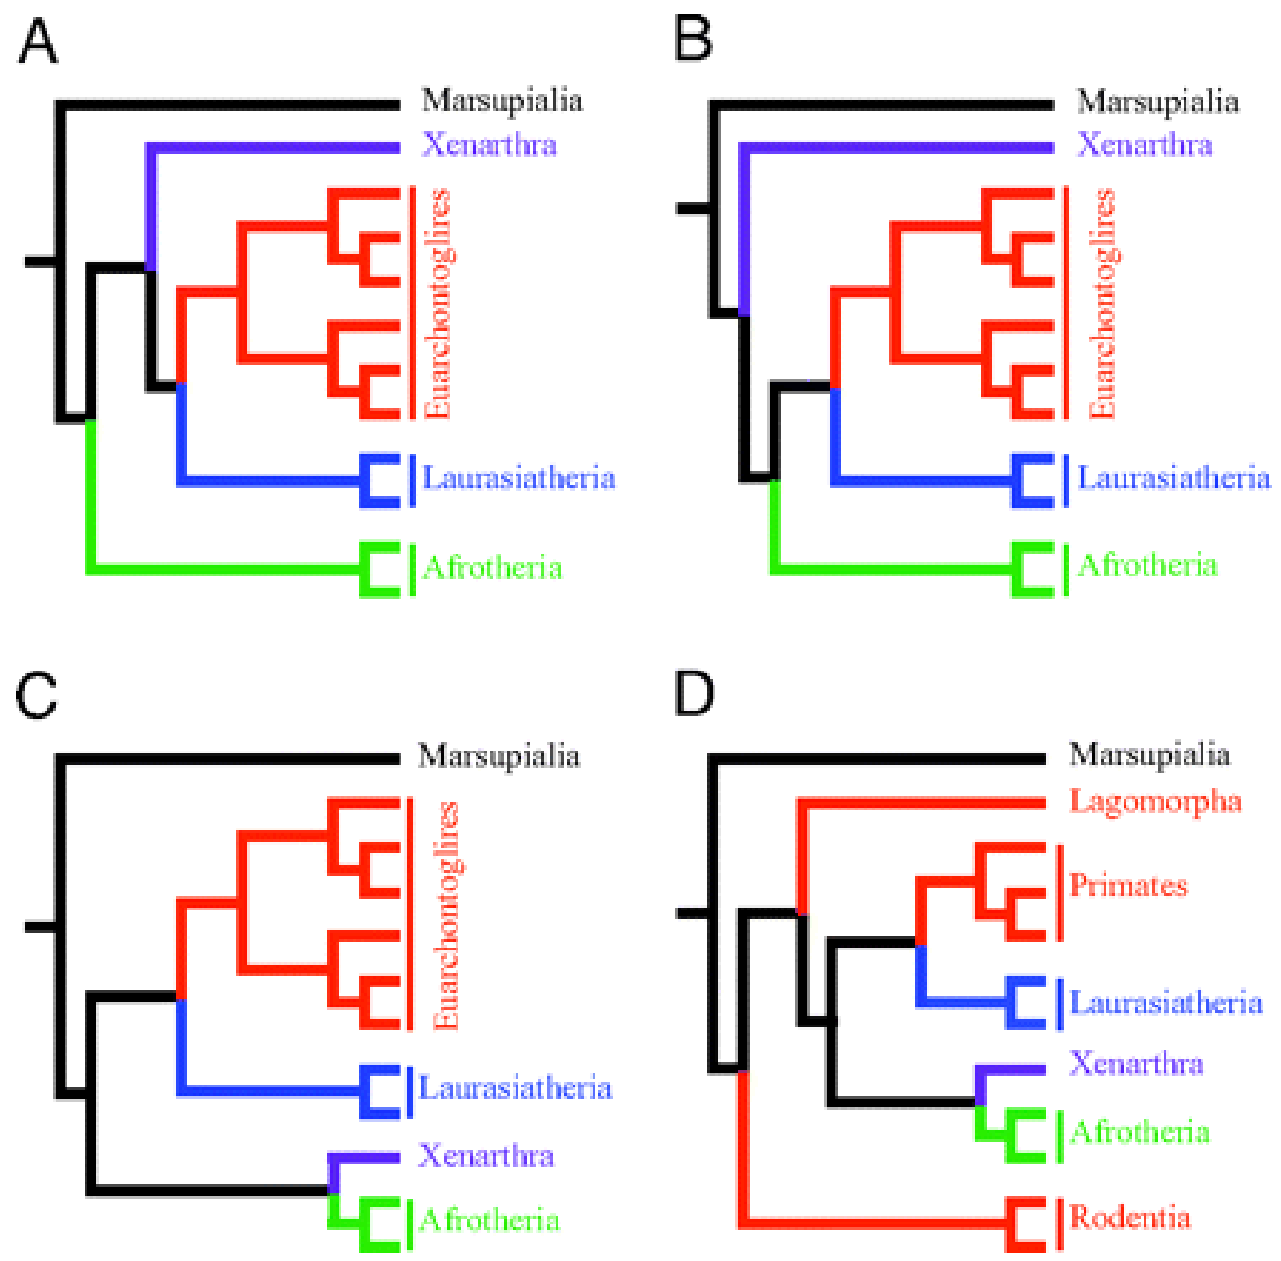 A
Marsupialia
Xenarthra
Euarchontoglires
Laurasiatheria
Afrotheria
B
Marsupialia
Xenarthra
Euarchontoglires
Laurasiatheria
Afrotheria
C
Marsupialia
Euarchontoglires
Laurasiatheria
Xenarthra
Afrotheria
D
Marsupialia
Lagomorpha
Primates
Laurasiatheria
Xenarthra
Afrotheria
Rodentia